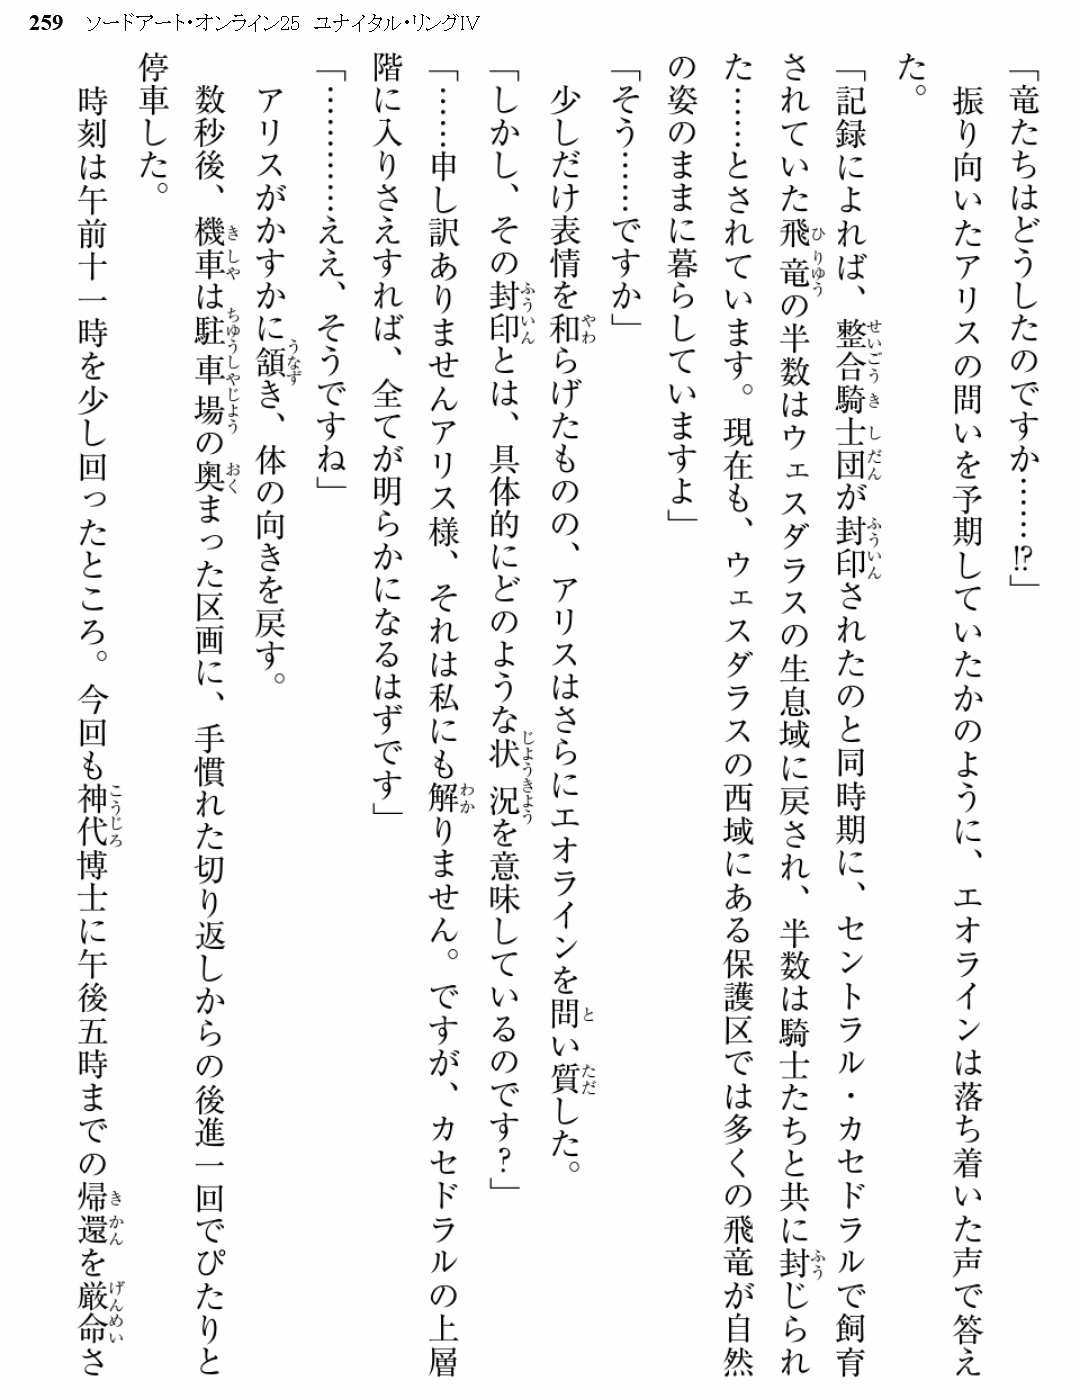 259 ソードアート・オンライン25 ユナイタル・リングⅣ
「竜たちはどうしたのですか……!?」
振り向いたアリスの問いを予期していたかのように、エオラインは落ち着いた声で答え
た。
「記録によれば、整合騎士団が封印されたのと同時期に、セントラル・カセドラルで飼育
されていた飛竜の半数はウェスダラスの生息域に戻され、半数は騎士たちと共に封じられ
た……とされています。現在も、ウェスダラスの西域にある保護区では多くの飛竜が自然
の姿のままに暮らしていますよ」
「そう……ですか」
少しだけ表情を和らげたものの、アリスはさらにエオラインを問い質した。
「しかし、その封印とは、具体的にどのような状況を意味しているのです?」
「……申し訳ありませんアリス様、それは私にも解りません。ですが、カセドラルの上層
階に入りさえすれば、全てが明らかになるはずです」
「…………ええ、そうですね」
アリスがかすかに頷き、体の向きを戻す。
数秒後、機車は駐車場の奥まった区画に、手慣れた切り返しからの後進一回でぴたりと
停車した。
時刻は午前十一時を少し回ったところ。今回も神代博士に午後五時までの帰還を厳命さ